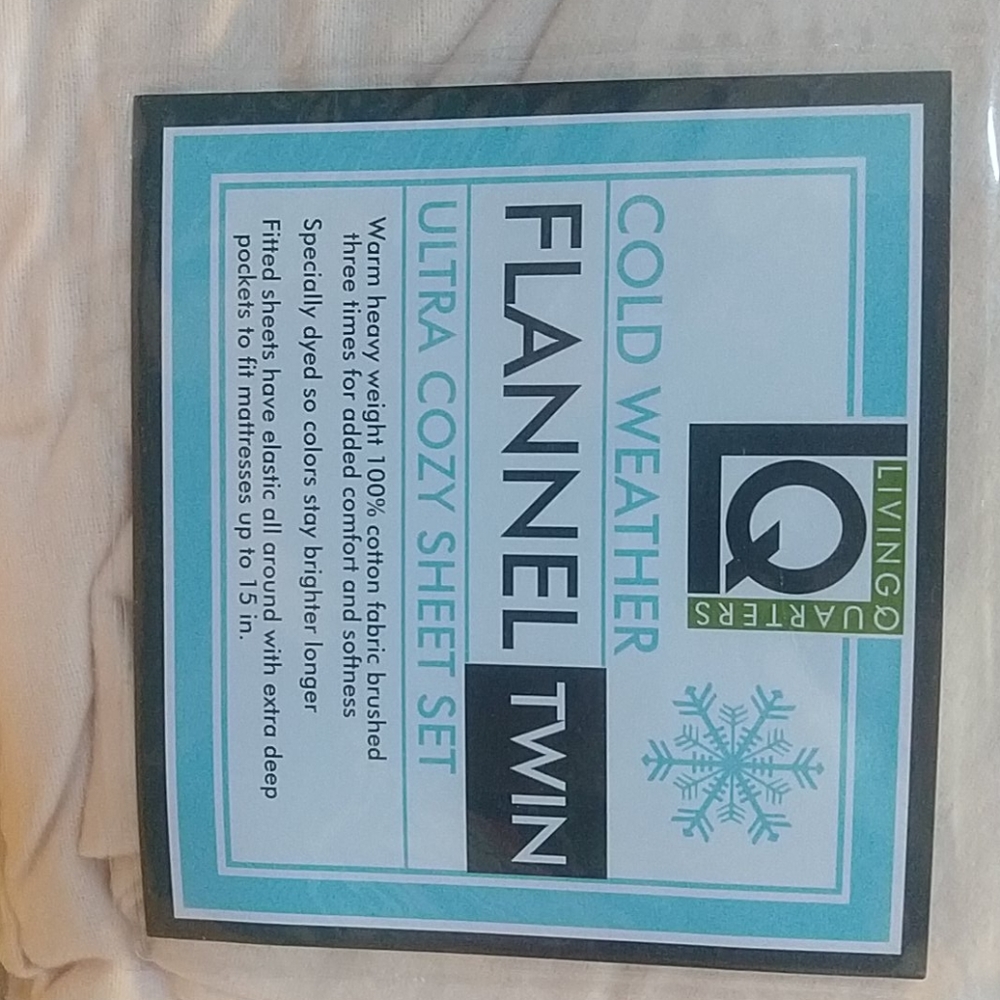 LIVING
QUARTERS
LQ
COLD WEATHER
FLANNEL TWIN
ULTRA COZY SHEET SET
Warm heavy weight 100% cotton fabric brushed
three times for added comfort and softness
Specially dyed so colors stay brighter longer
Fitted sheets have elastic all around with extra deep
pockets to fit mattresses up to 15 in.